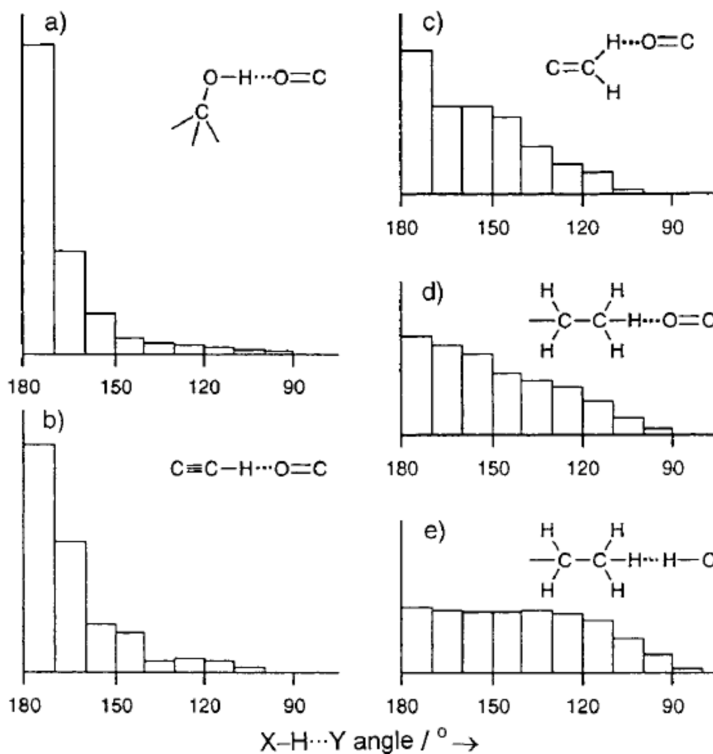 a)
O—H···O=C
C
180 150 120 90
b)
C≡C—H···O=C
180 150 120 90
c)
H···O=C
C=C
H
180 150 120 90
d)
H H
—C—C—H···O=C
H H
180 150 120 90
e)
H H
—C—C—H···H—C
H H
180 150 120 90
X–H···Y angle / ° →